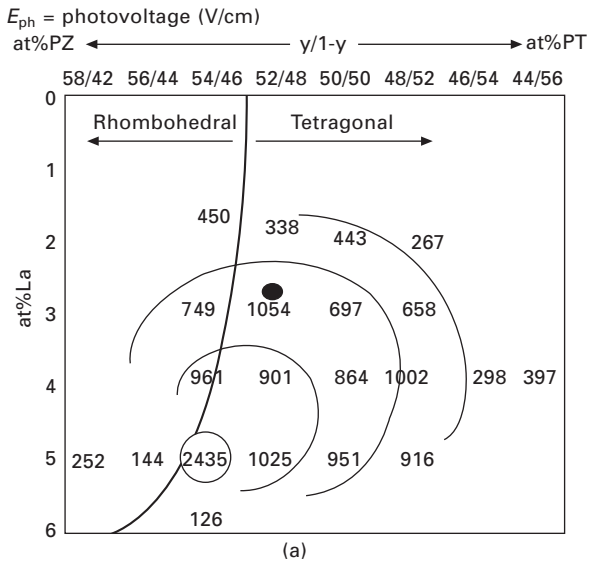 E_ph = photovoltage (V/cm)
at%PZ y/1-y at%PT
58/42 56/44 54/46 52/48 50/50 48/52 46/54 44/56
0
Rhombohedral Tetragonal
1
450 338 443 267
2
at%La
3 749 1054 697 658
4 961 901 864 1002 298 397
5 252 144 2435 1025 951 916
126
6
(a)